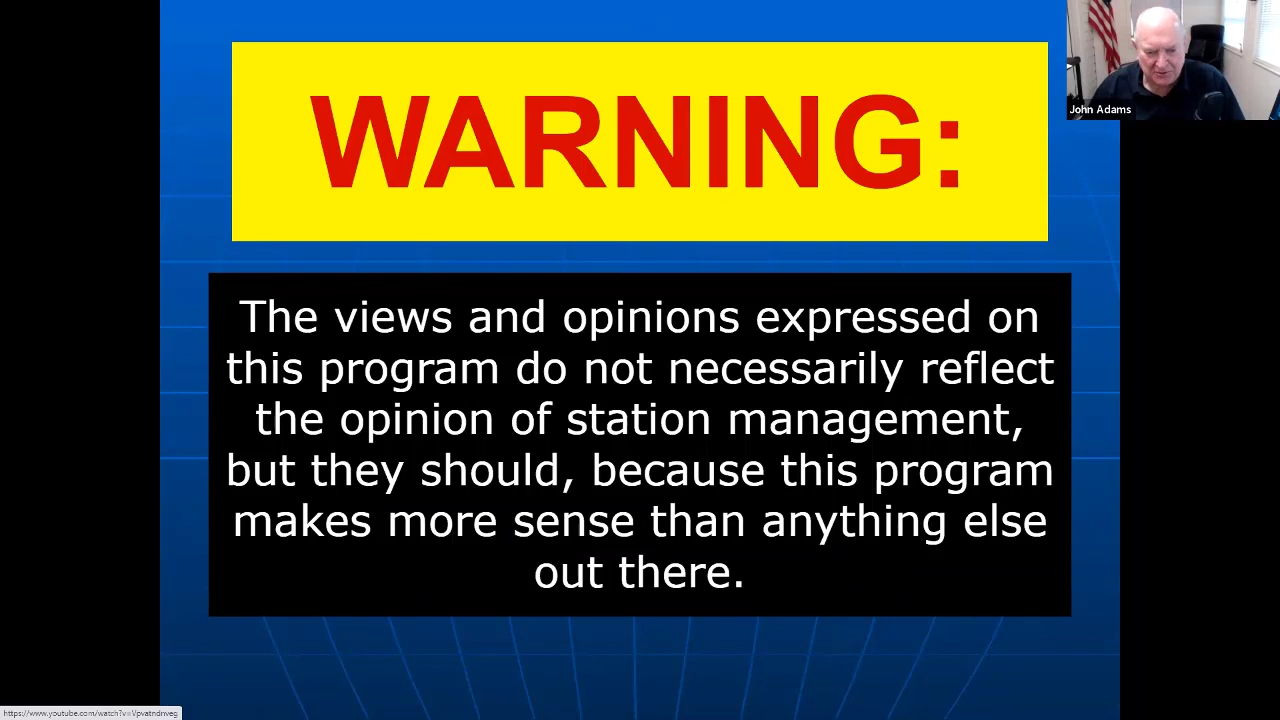 John Adams
WARNING:
The views and opinions expressed on
this program do not necessarily reflect
the opinion of station management,
but they should, because this program
makes more sense than anything else
out there.